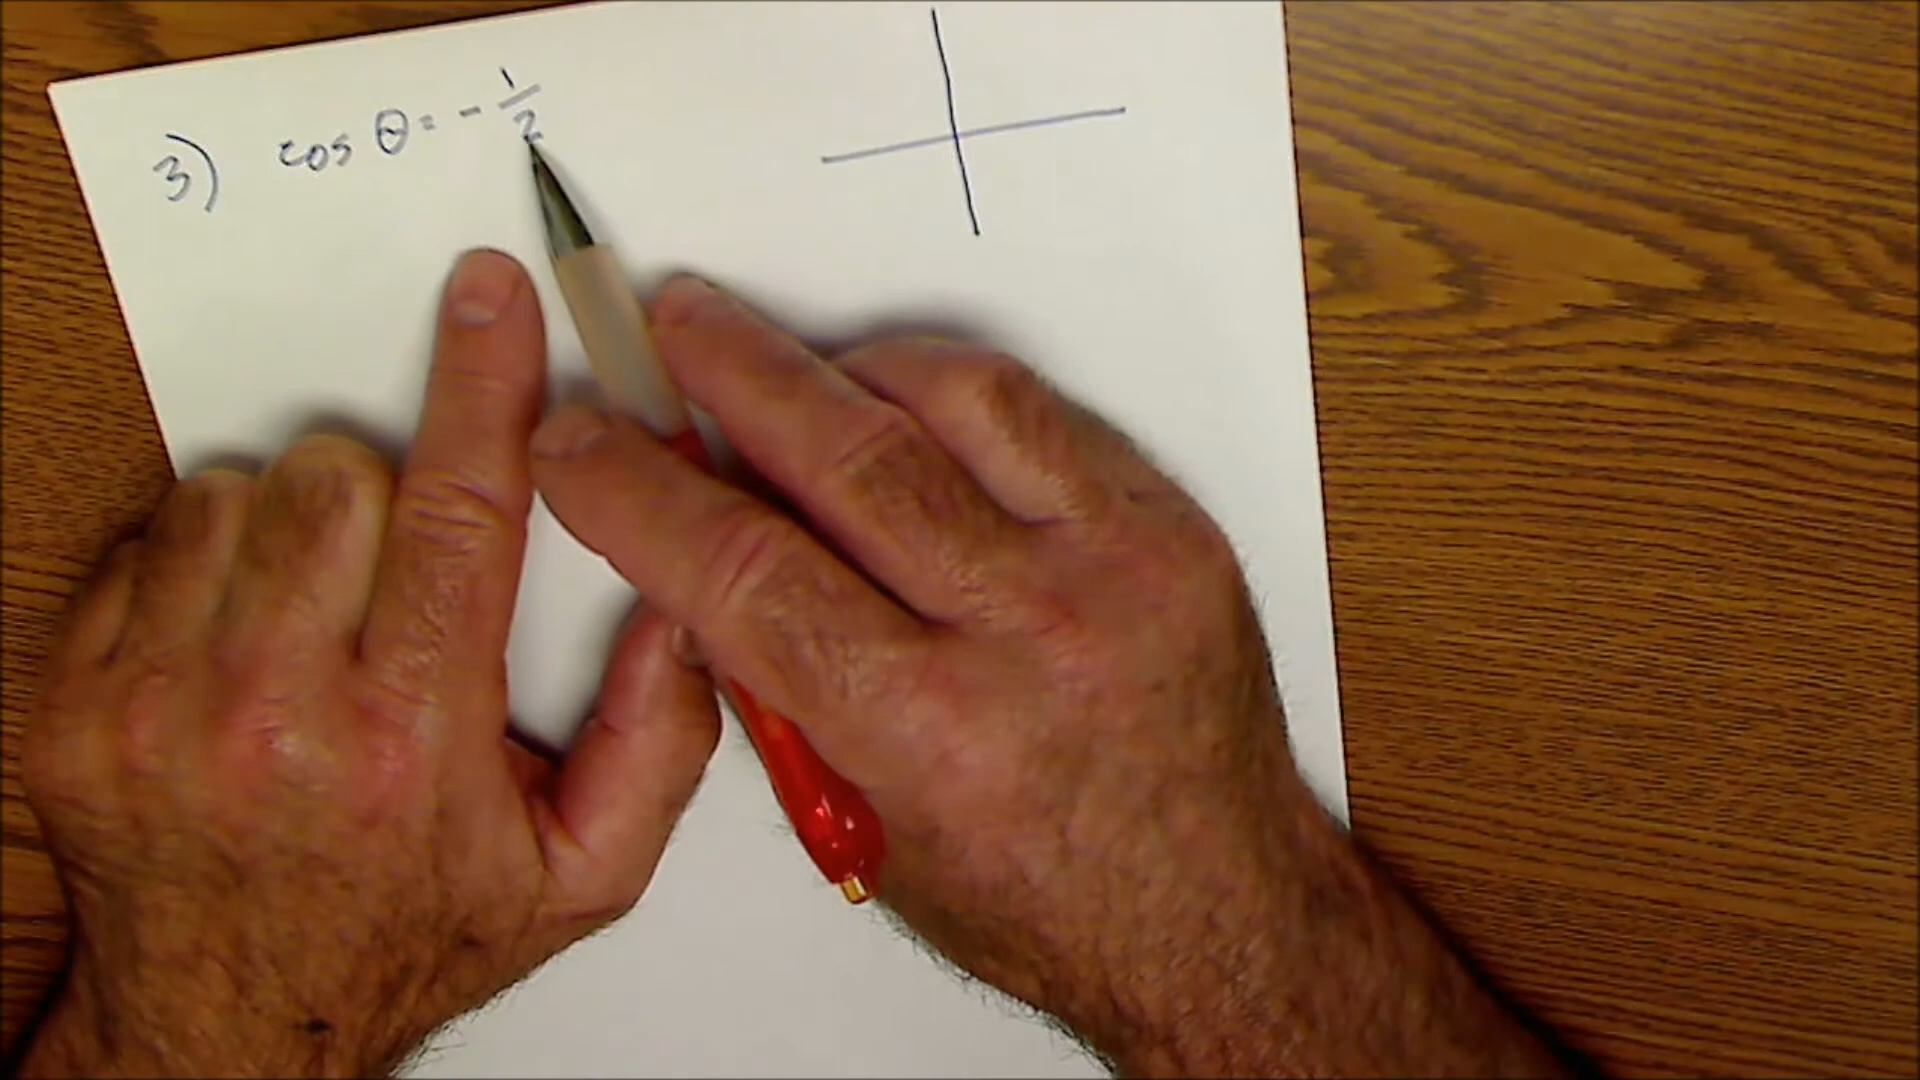 3) cos θ = - 1/2